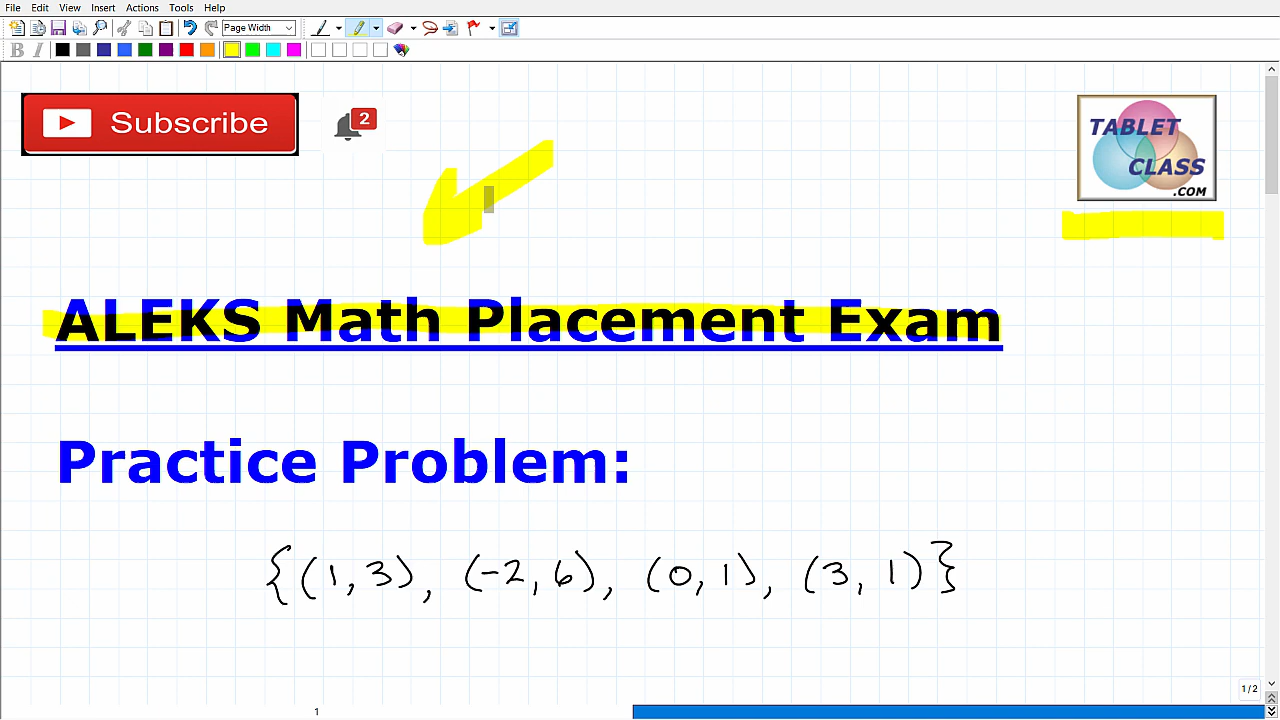 File Edit View Insert Actions Tools Help
Page Width
B I
Subscribe
2
TABLET
CLASS
.COM
ALEKS Math Placement Exam
Practice Problem:
{(1,3), (-2,6), (0,1), (3,1)}
1/2
1